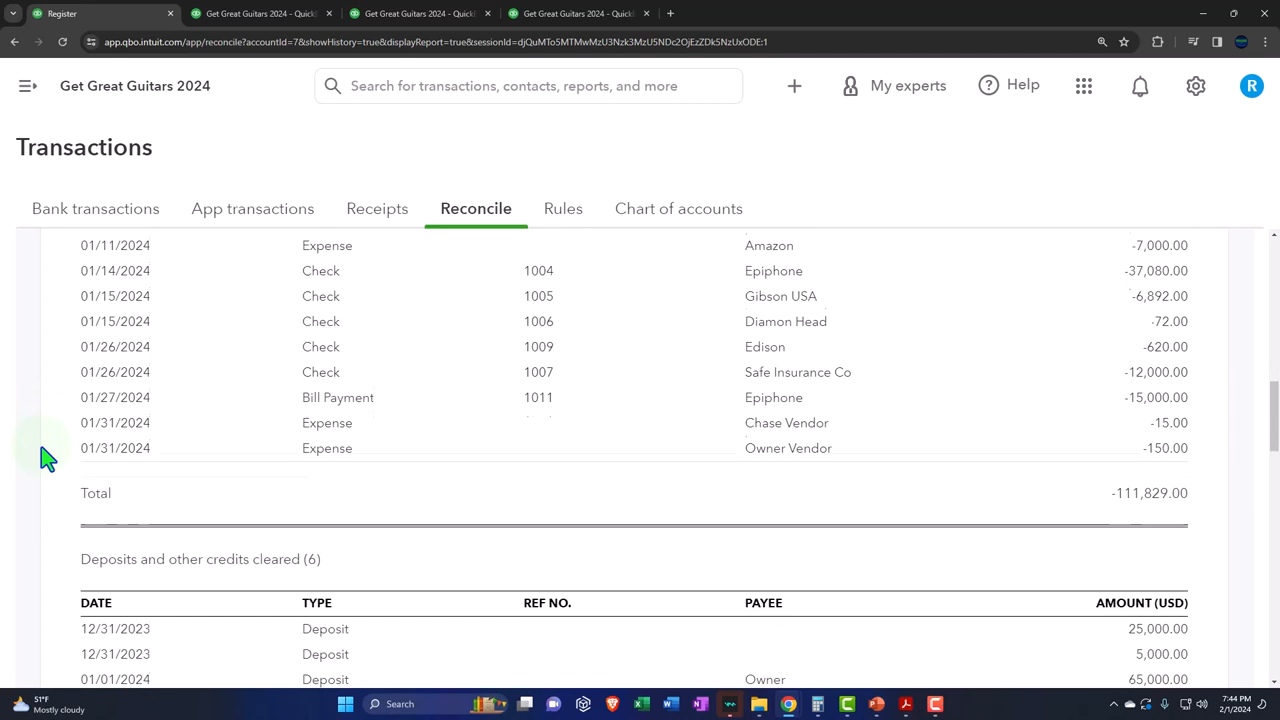 Register
Get Great Guitars 2024 - Quick
Get Great Guitars 2024 - Quick
Get Great Guitars 2024 - Quick
app.qbo.intuit.com/app/reconcile?accountId=7&showHistory=true&displayReport=true&sessionId=djQuMTo5MTMwMzU3Nzk3MzU5NDc2OjEzZDk5NzUxODE:1
Get Great Guitars 2024
Search for transactions, contacts, reports, and more
My experts
Help
R
Transactions
Bank transactions App transactions Receipts Reconcile Rules Chart of accounts
01/11/2024 Expense Amazon -7,000.00
01/14/2024 Check 1004 Epiphone -37,080.00
01/15/2024 Check 1005 Gibson USA -6,892.00
01/15/2024 Check 1006 Diamon Head -72.00
01/26/2024 Check 1009 Edison -620.00
01/26/2024 Check 1007 Safe Insurance Co -12,000.00
01/27/2024 Bill Payment 1011 Epiphone -15,000.00
01/31/2024 Expense Chase Vendor -15.00
01/31/2024 Expense Owner Vendor -150.00
Total -111,829.00
Deposits and other credits cleared (6)
DATE TYPE REF NO. PAYEE AMOUNT (USD)
12/31/2023 Deposit 25,000.00
12/31/2023 Deposit 5,000.00
01/01/2024 Deposit Owner 65,000.00
51°F
Mostly cloudy
Search
7:44 PM
2/1/2024